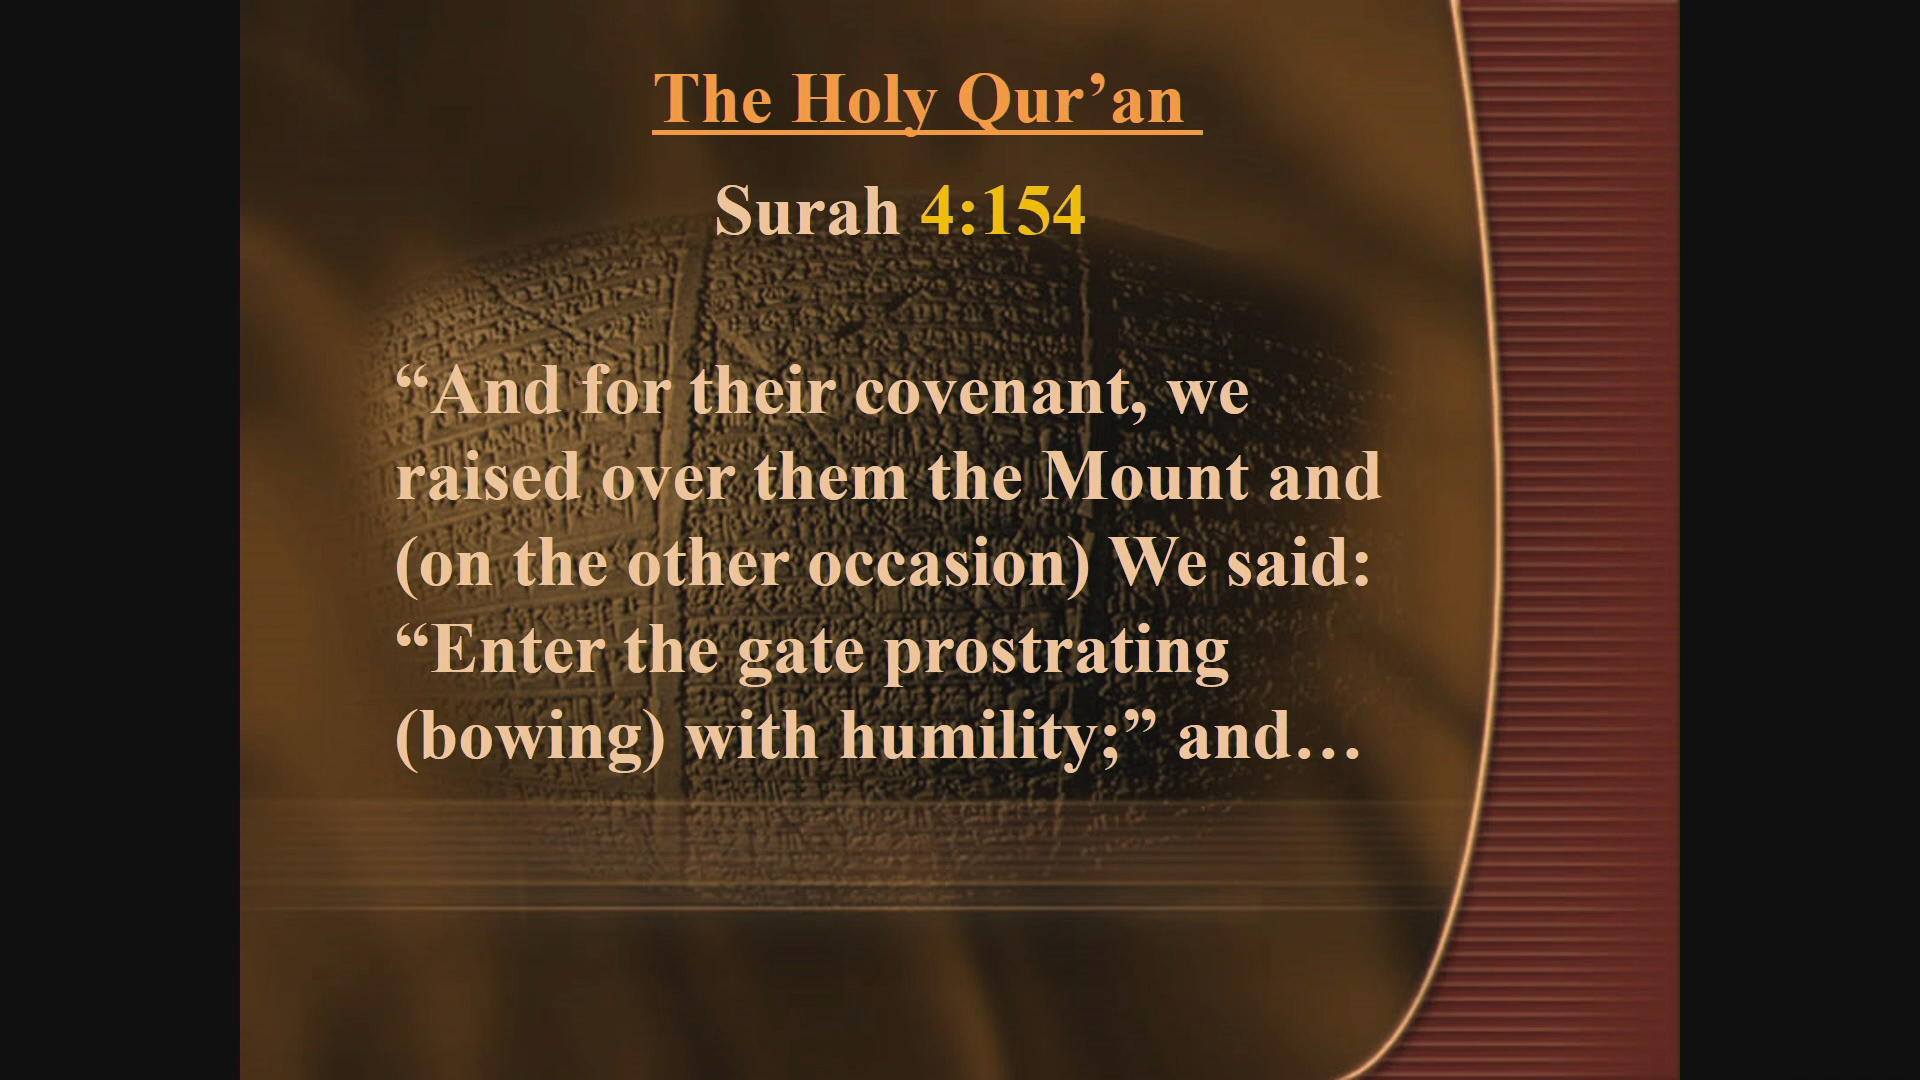 The Holy Qur’an
Surah 4:154
“And for their covenant, we
raised over them the Mount and
(on the other occasion) We said:
“Enter the gate prostrating
(bowing) with humility;” and…